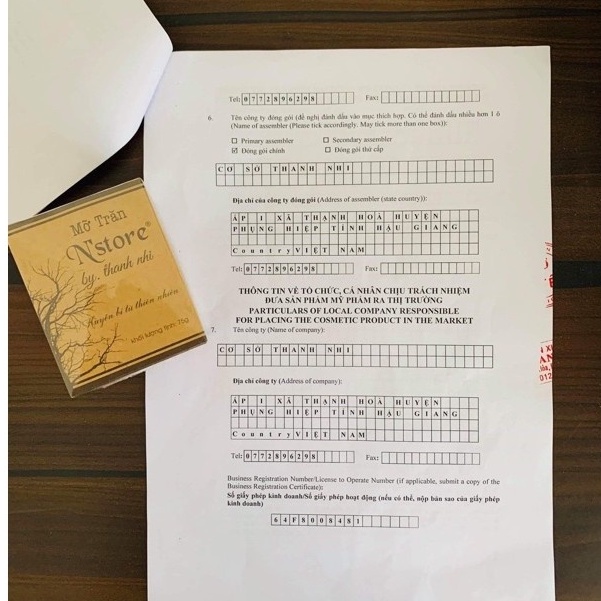 Tel: 0772896298 Fax:
6. Tên công ty đóng gói (đề nghị đánh dấu vào mục thích hợp. Có thể đánh dấu nhiều hơn 1 ô
(Name of assembler (Please tick accordingly. May tick more than one box)):
☐ Primary assembler ☐ Secondary assembler
☑ Đóng gói chính ☐ Đóng gói thứ cấp
CƠ SỞ THANH NHI
Địa chỉ của công ty đóng gói (Address of assembler (state country)):
ẤP 1 XÃ THẠNH HOÀ HUYỆN
PHỤNG HIỆP TỈNH HẬU GIANG
Country VIỆT NAM
Tel: 0772896298 Fax:
THÔNG TIN VỀ TỔ CHỨC, CÁ NHÂN CHỊU TRÁCH NHIỆM
ĐƯA SẢN PHẨM MỸ PHẨM RA THỊ TRƯỜNG
PARTICULARS OF LOCAL COMPANY RESPONSIBLE
FOR PLACING THE COSMETIC PRODUCT IN THE MARKET
7. Tên công ty (Name of company):
CƠ SỞ THANH NHI
Địa chỉ công ty (Address of company):
ẤP 1 XÃ THẠNH HOÀ HUYỆN
PHỤNG HIỆP TỈNH HẬU GIANG
Country VIỆT NAM
Tel: 0772896298 Fax:
Business Registration Number/License to Operate Number (if applicable, submit a copy of the
Business Registration Certificate):
Số giấy phép kinh doanh/Số giấy phép hoạt động (nếu có thể, nộp bản sao của giấy phép
kinh doanh)
64F8008481
Mỡ Trăn
N'store®
by. thanh nhi
Huyền bí từ thiên nhiên
khối lượng tịnh: 75g
012